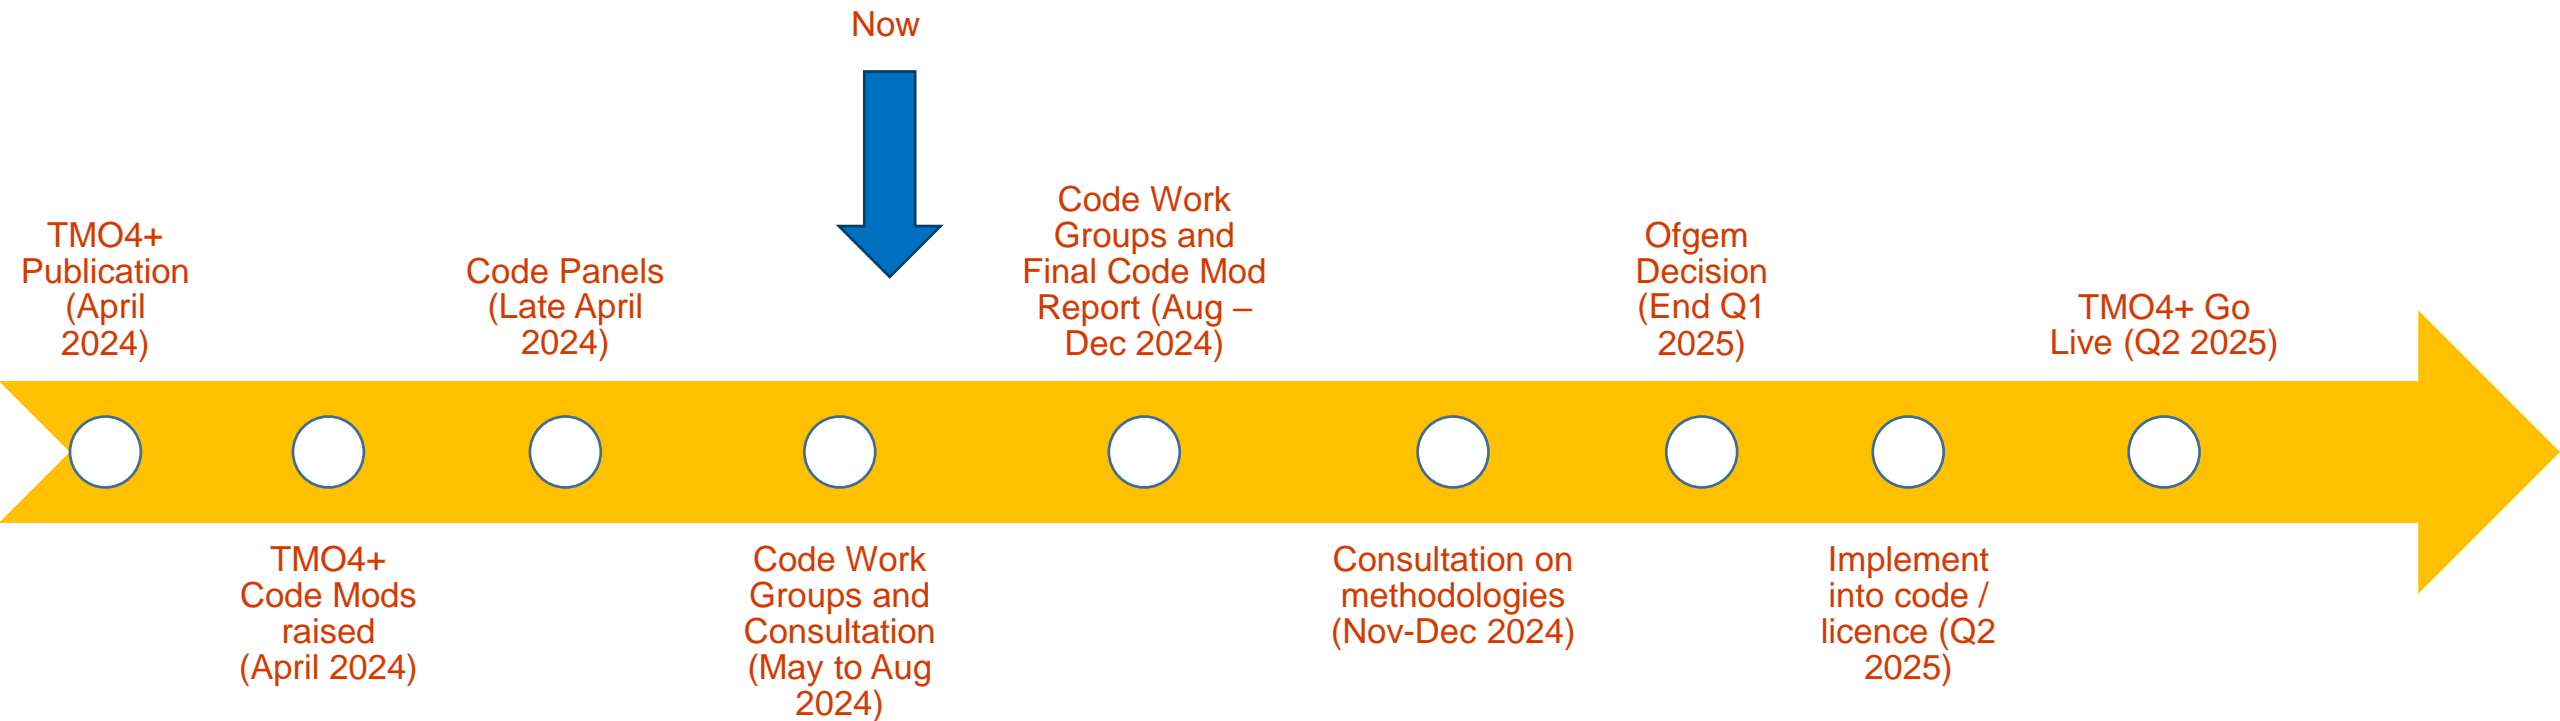 Now
TMO4+
Publication
(April
2024)
TMO4+
Code Mods
raised
(April 2024)
Code Panels
(Late April
2024)
Code Work
Groups and
Consultation
(May to Aug
2024)
Code Work
Groups and
Final Code Mod
Report (Aug –
Dec 2024)
Consultation on
methodologies
(Nov-Dec 2024)
Ofgem
Decision
(End Q1
2025)
Implement
into code /
licence (Q2
2025)
TMO4+ Go
Live (Q2 2025)